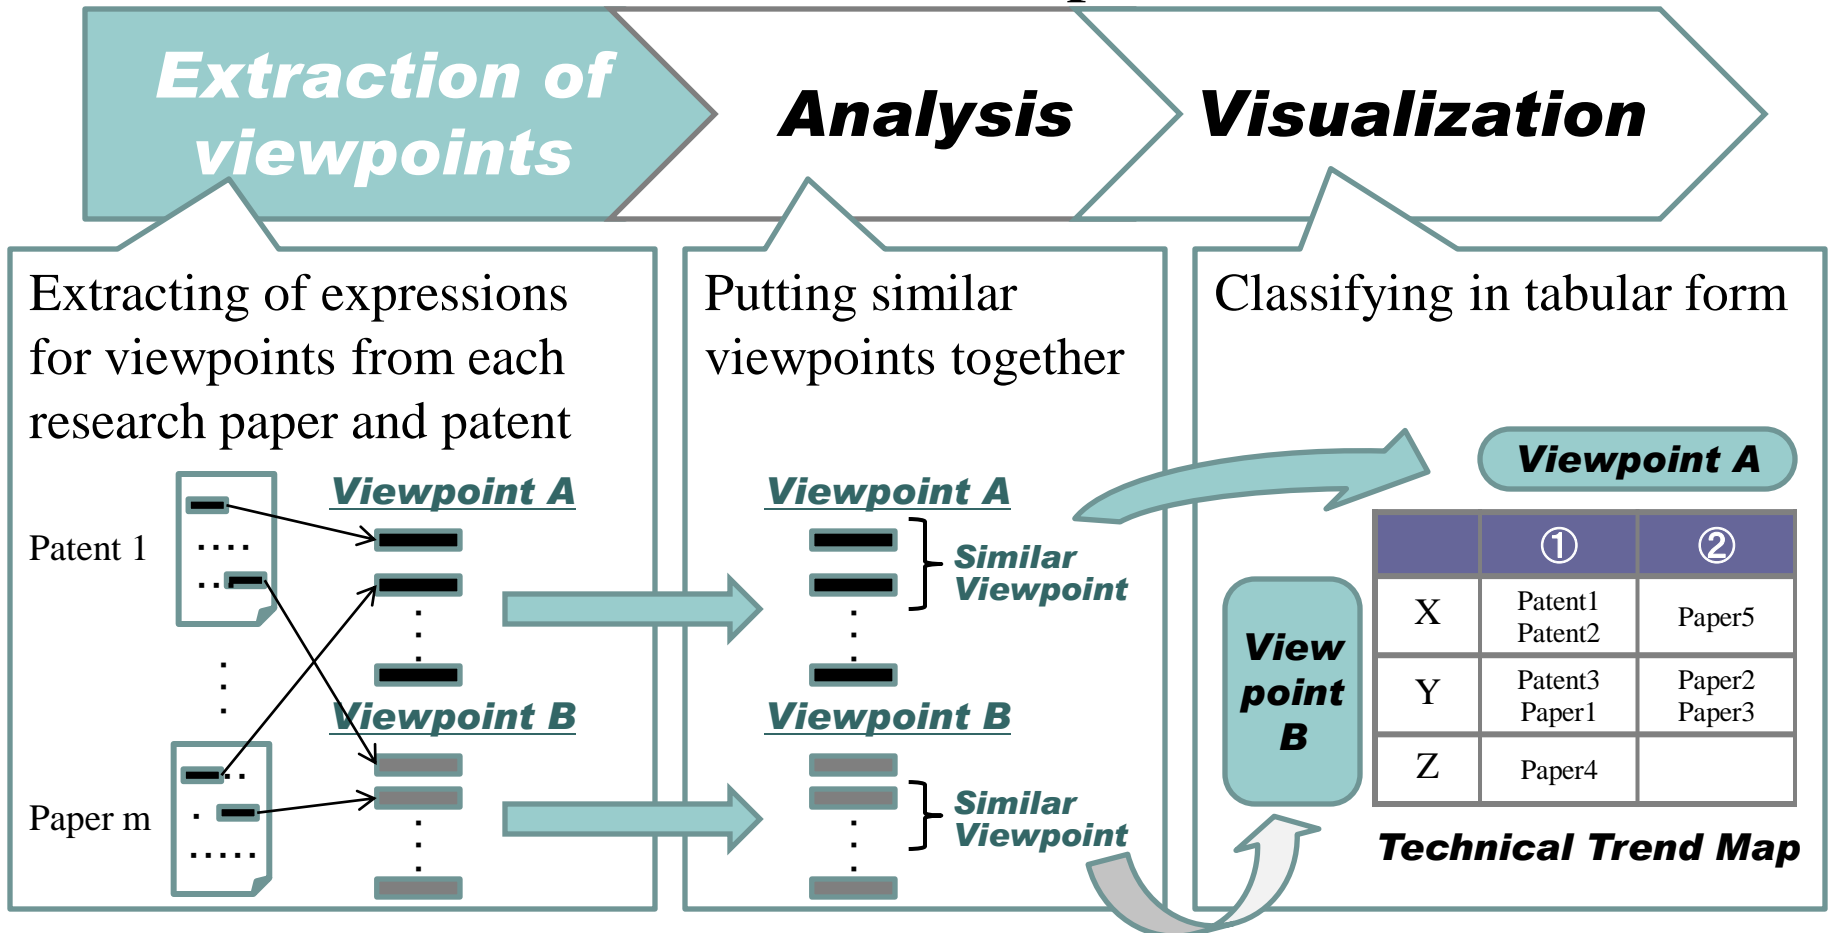 Extraction of
viewpoints
Analysis
Visualization
Extracting of expressions
for viewpoints from each
research paper and patent
Patent 1
Paper m
Viewpoint A
Viewpoint B
Putting similar
viewpoints together
Viewpoint A
Similar
Viewpoint
Viewpoint B
Similar
Viewpoint
Classifying in tabular form
Viewpoint A
View
point
B
① ②
X Patent1 Patent2 Paper5
Y Patent3 Paper1 Paper2 Paper3
Z Paper4
Technical Trend Map